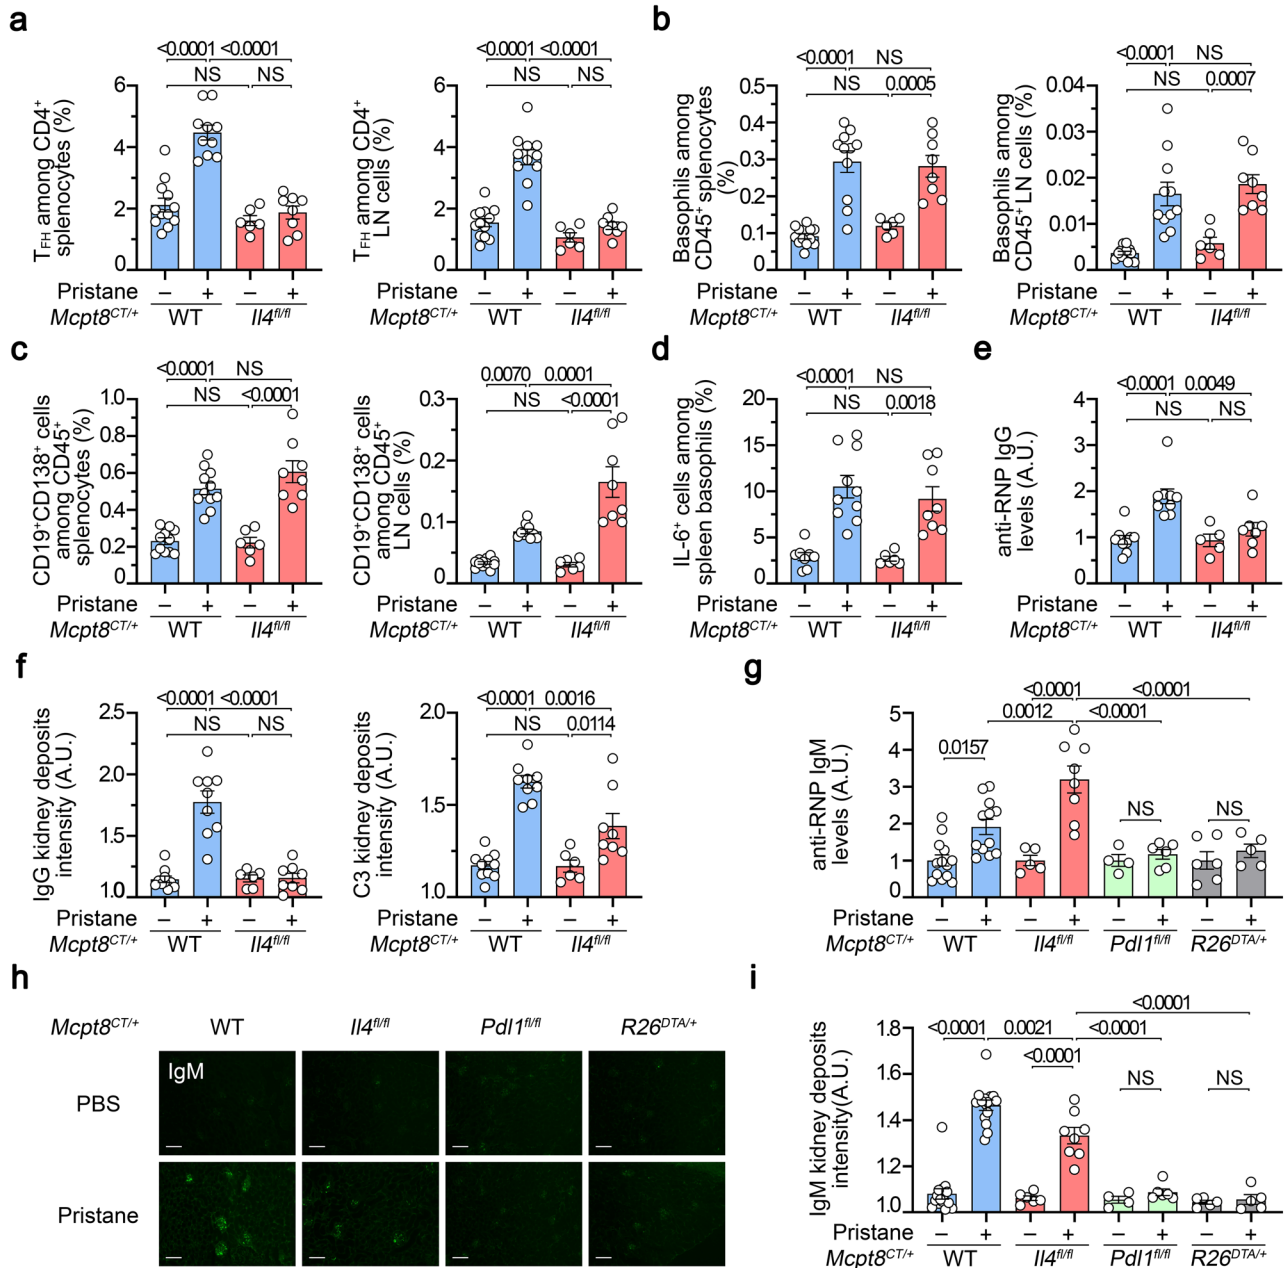 a
<0.0001 <0.0001
NS NS
TFH among CD4+
splenocytes (%)
6
4
2
0
Pristane − + − +
Mcpt8CT/+ WT Il4fl/fl
<0.0001 <0.0001
NS NS
TFH among CD4+
LN cells (%)
6
4
2
0
− + − +
WT Il4fl/fl
b
<0.0001 NS
NS 0.0005
Basophils among
CD45+ splenocytes
(%)
0.5
0.4
0.3
0.2
0.1
0
Pristane − + − +
Mcpt8CT/+ WT Il4fl/fl
<0.0001 NS
NS 0.0007
Basophils among
CD45+ LN cells (%)
0.04
0.03
0.02
0.01
0
Pristane − + − +
Mcpt8CT/+ WT Il4fl/fl
c
<0.0001 NS
NS <0.0001
CD19+CD138+ cells
among CD45+
splenocytes (%)
1.0
0.8
0.6
0.4
0.2
0
Pristane − + − +
Mcpt8CT/+ WT Il4fl/fl
0.0070 0.0001
NS <0.0001
CD19+CD138+ cells
among CD45+
LN cells (%)
0.3
0.2
0.1
0
Pristane − + − +
Mcpt8CT/+ WT Il4fl/fl
d
<0.0001 NS
NS 0.0018
IL-6+ cells among
spleen basophils (%)
20
15
10
5
0
Pristane − + − +
Mcpt8CT/+ WT Il4fl/fl
e
<0.0001 0.0049
NS NS
anti-RNP IgG
levels (A.U.)
4
3
2
1
0
Pristane − + − +
Mcpt8CT/+ WT Il4fl/fl
f
<0.0001 <0.0001
NS NS
IgG kidney deposits
intensity (A.U.)
2.5
2.0
1.5
1.0
Pristane − + − +
Mcpt8CT/+ WT Il4fl/fl
<0.0001 0.0016
NS 0.0114
C3 kidney deposits
intensity (A.U.)
2.0
1.5
1.0
Pristane − + − +
Mcpt8CT/+ WT Il4fl/fl
g
<0.0001 <0.0001
0.0012 <0.0001
0.0157 NS NS
anti-RNP IgM
levels (A.U.)
5
4
3
2
1
0
Pristane − + − + − + − +
Mcpt8CT/+ WT Il4fl/fl Pdl1fl/fl R26DTA/+
h
Mcpt8CT/+ WT Il4fl/fl Pdl1fl/fl R26DTA/+
IgM
PBS
Pristane
i
<0.0001
<0.0001 0.0021 <0.0001
<0.0001 NS NS
IgM kidney deposits
intensity(A.U.)
1.8
1.6
1.4
1.2
1.0
Pristane − + − + − + − +
Mcpt8CT/+ WT Il4fl/fl Pdl1fl/fl R26DTA/+